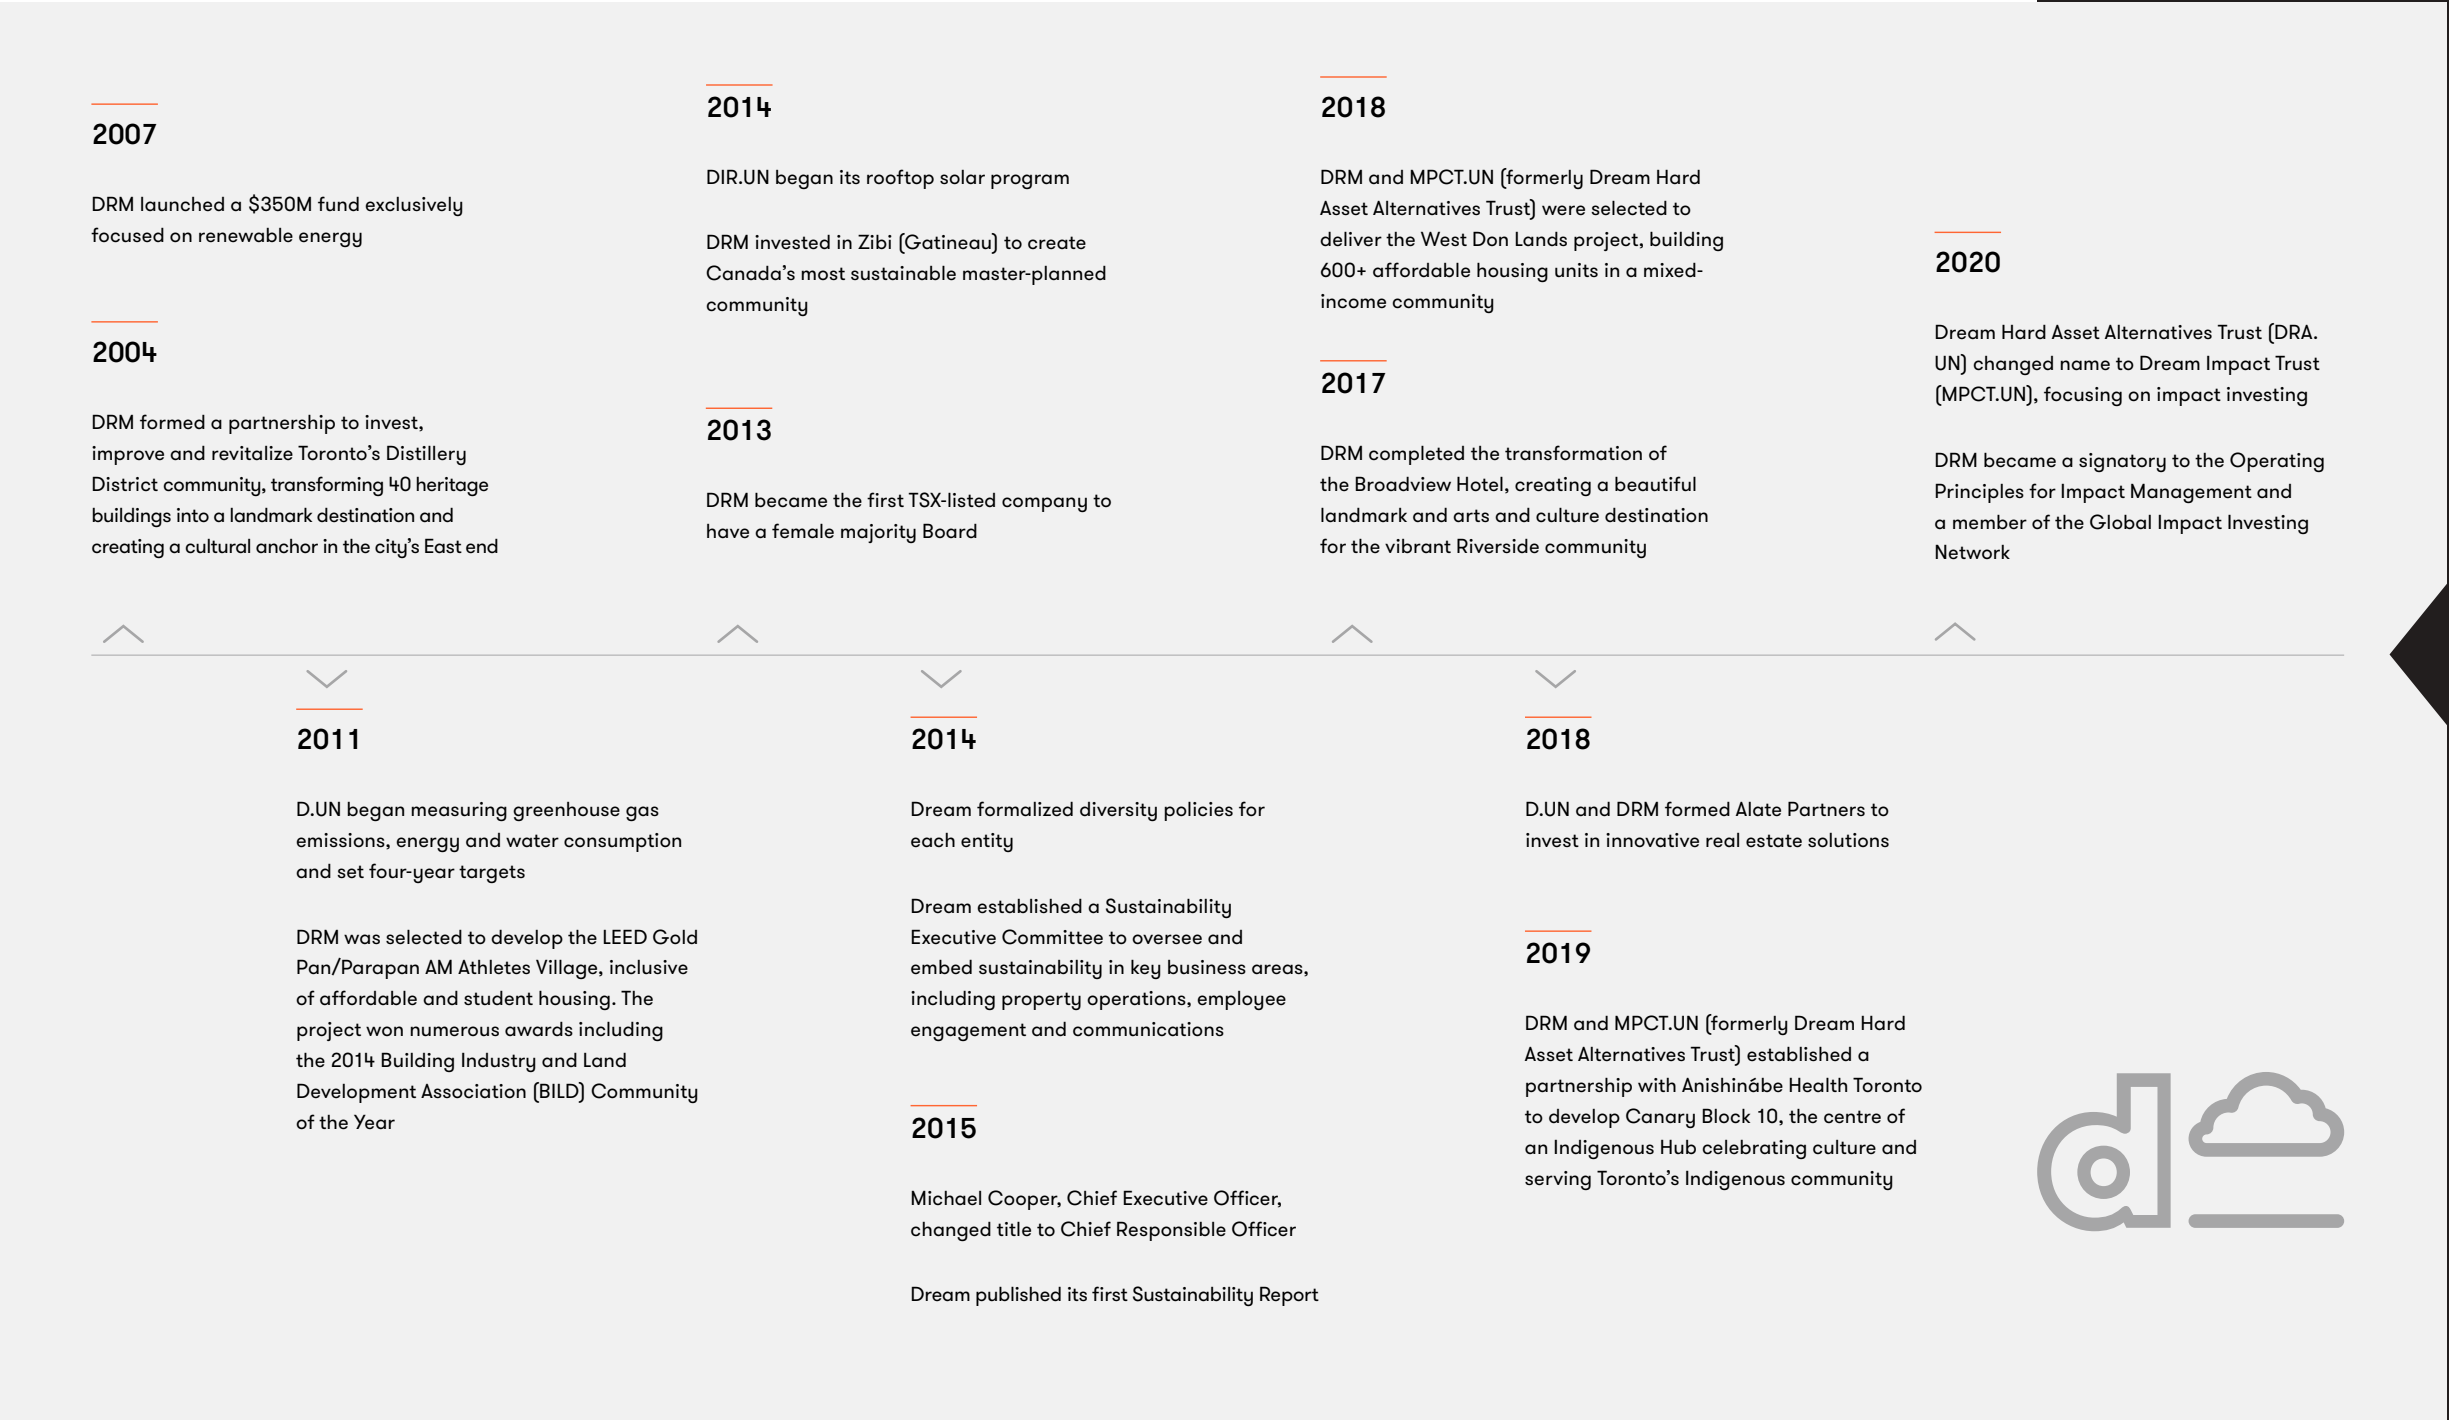 2007
DRM launched a $350M fund exclusively
focused on renewable energy
2004
DRM formed a partnership to invest,
improve and revitalize Toronto’s Distillery
District community, transforming 40 heritage
buildings into a landmark destination and
creating a cultural anchor in the city’s East end
2014
DIR.UN began its rooftop solar program
DRM invested in Zibi (Gatineau) to create
Canada’s most sustainable master-planned
community
2013
DRM became the first TSX-listed company to
have a female majority Board
2018
DRM and MPCT.UN (formerly Dream Hard
Asset Alternatives Trust) were selected to
deliver the West Don Lands project, building
600+ affordable housing units in a mixed-
income community
2017
DRM completed the transformation of
the Broadview Hotel, creating a beautiful
landmark and arts and culture destination
for the vibrant Riverside community
2020
Dream Hard Asset Alternatives Trust (DRA.
UN) changed name to Dream Impact Trust
(MPCT.UN), focusing on impact investing
DRM became a signatory to the Operating
Principles for Impact Management and
a member of the Global Impact Investing
Network
2011
D.UN began measuring greenhouse gas
emissions, energy and water consumption
and set four-year targets
DRM was selected to develop the LEED Gold
Pan/Parapan AM Athletes Village, inclusive
of affordable and student housing. The
project won numerous awards including
the 2014 Building Industry and Land
Development Association (BILD) Community
of the Year
2014
Dream formalized diversity policies for
each entity
Dream established a Sustainability
Executive Committee to oversee and
embed sustainability in key business areas,
including property operations, employee
engagement and communications
2015
Michael Cooper, Chief Executive Officer,
changed title to Chief Responsible Officer
Dream published its first Sustainability Report
2018
D.UN and DRM formed Alate Partners to
invest in innovative real estate solutions
2019
DRM and MPCT.UN (formerly Dream Hard
Asset Alternatives Trust) established a
partnership with Anishinábe Health Toronto
to develop Canary Block 10, the centre of
an Indigenous Hub celebrating culture and
serving Toronto’s Indigenous community
d